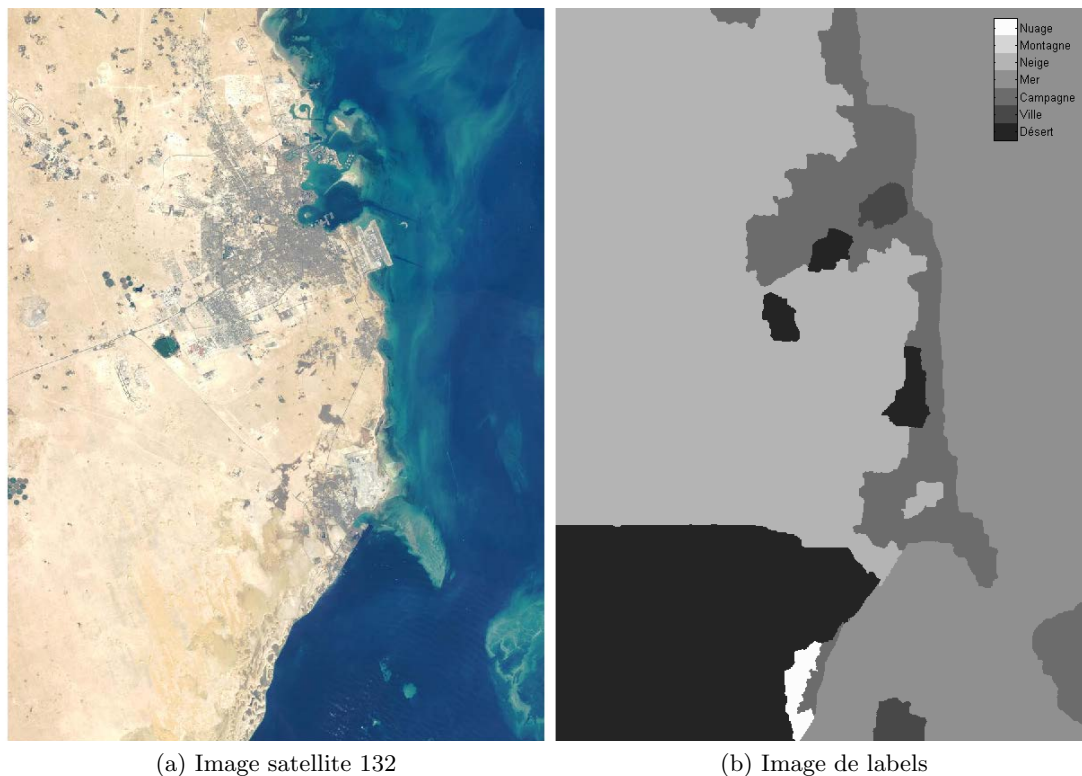 Nuage
Montagne
Neige
Mer
Campagne
Ville
Désert
(a) Image satellite 132
(b) Image de labels